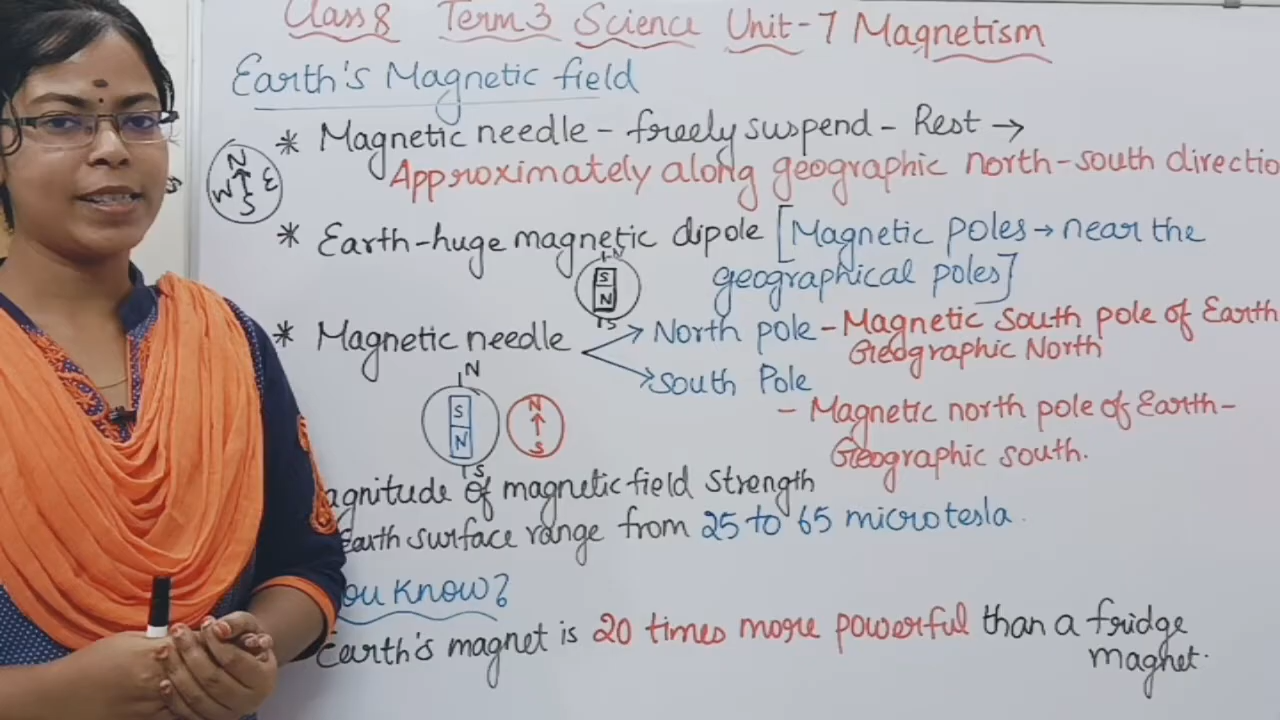 Class 8 Term 3 Science Unit-7 Magnetism
Earth's Magnetic field
* Magnetic needle - freely suspend - Rest →
Approximately along geographic north-south directio
N
W E
S
* Earth-huge magnetic dipole [Magnetic poles → near the
geographical poles]
N
S
N
S
* Magnetic needle
North pole - Magnetic South pole of Earth
Geographic North
South Pole
- Magnetic north pole of Earth -
Geographic south.
N
S
N
S
N
S
agnitude of magnetic field Strength
Earth surface range from 25 to 65 microtesla.
ou Know?
Earth's magnet is 20 times more powerful than a fridge
magnet.